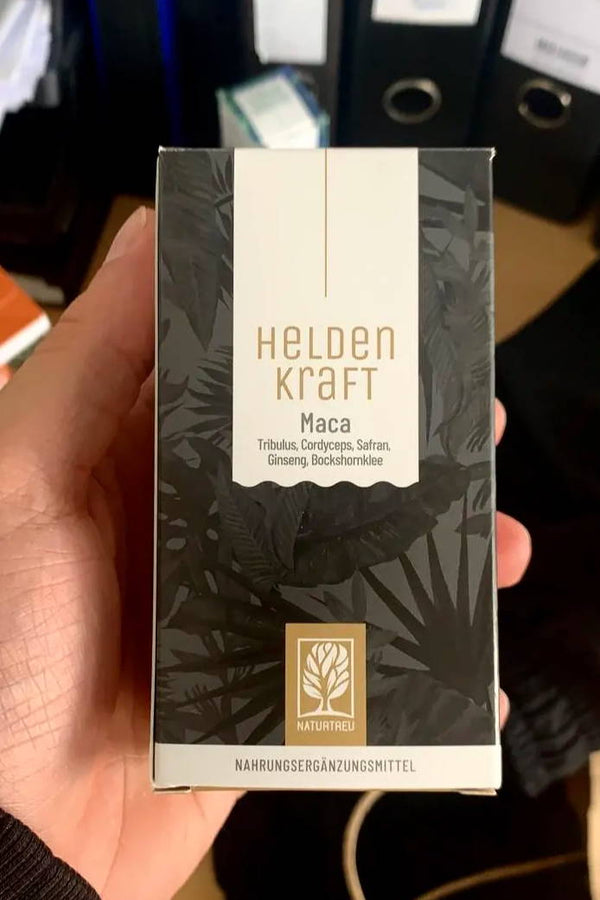 HeLDen
KraFT
Maca
Tribulus, Cordyceps, Safran,
Ginseng, Bockshornklee
NATURTREU
NAHRUNGSERGÄNZUNGSMITTEL